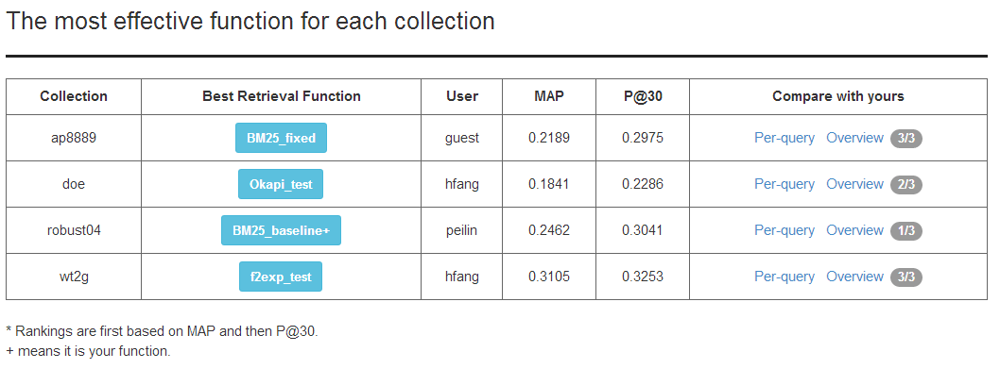 The most effective function for each collection
Collection Best Retrieval Function User MAP P@30 Compare with yours
ap8889 BM25_fixed guest 0.2189 0.2975 Per-query Overview 3/3
doe Okapi_test hfang 0.1841 0.2286 Per-query Overview 2/3
robust04 BM25_baseline+ peilin 0.2462 0.3041 Per-query Overview 1/3
wt2g f2exp_test hfang 0.3105 0.3253 Per-query Overview 3/3
* Rankings are first based on MAP and then P@30.
+ means it is your function.